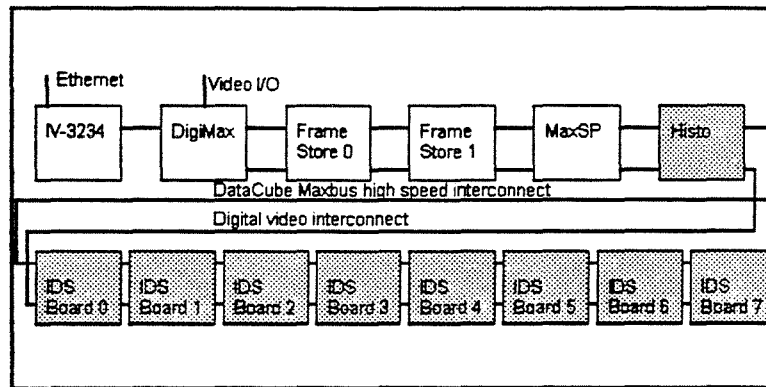 Ethernet
Video I/O
IV-3234
DigiMax
Frame
Store 0
Frame
Store 1
MaxSP
Histo
DataCube Maxbus high speed interconnect
Digital video interconnect
IDS
Board 0
IDS
Board 1
IDS
Board 2
IDS
Board 3
IDS
Board 4
IDS
Board 5
IDS
Board 6
IDS
Board 7